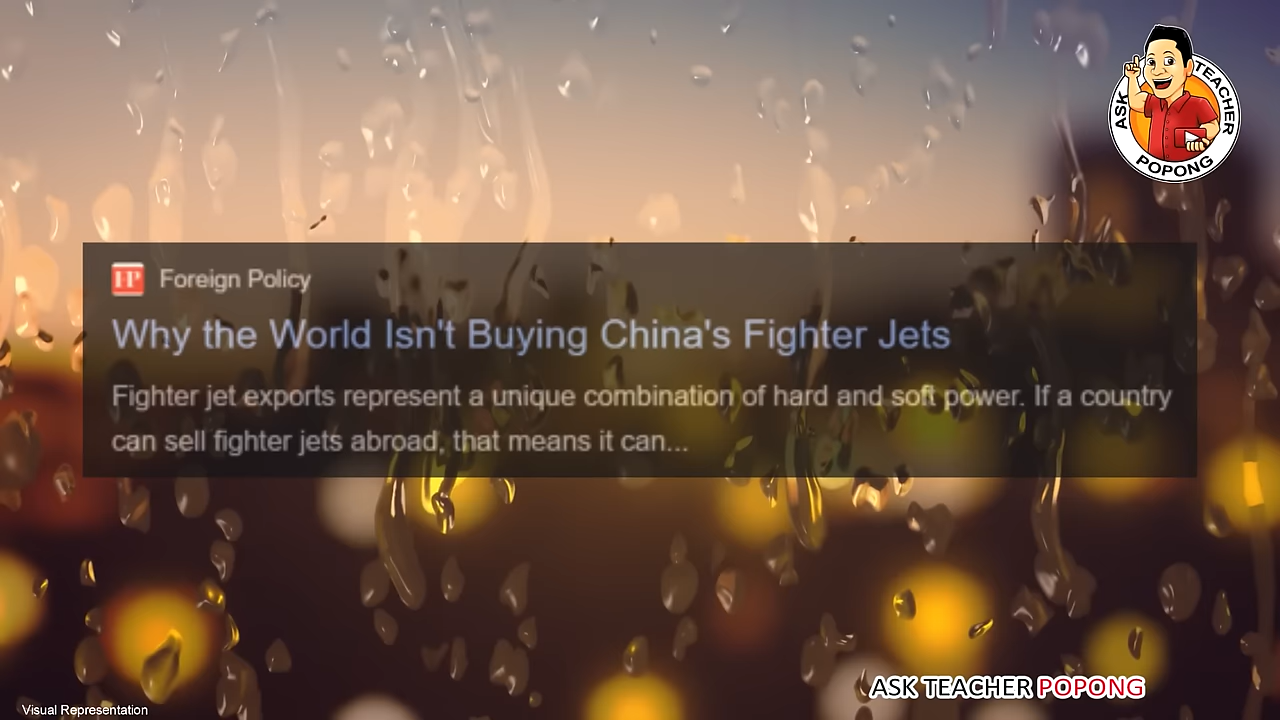 ASK TEACHER
POPONG
FP Foreign Policy
Why the World Isn't Buying China's Fighter Jets
Fighter jet exports represent a unique combination of hard and soft power. If a country
can sell fighter jets abroad, that means it can...
ASK TEACHER POPONG
Visual Representation